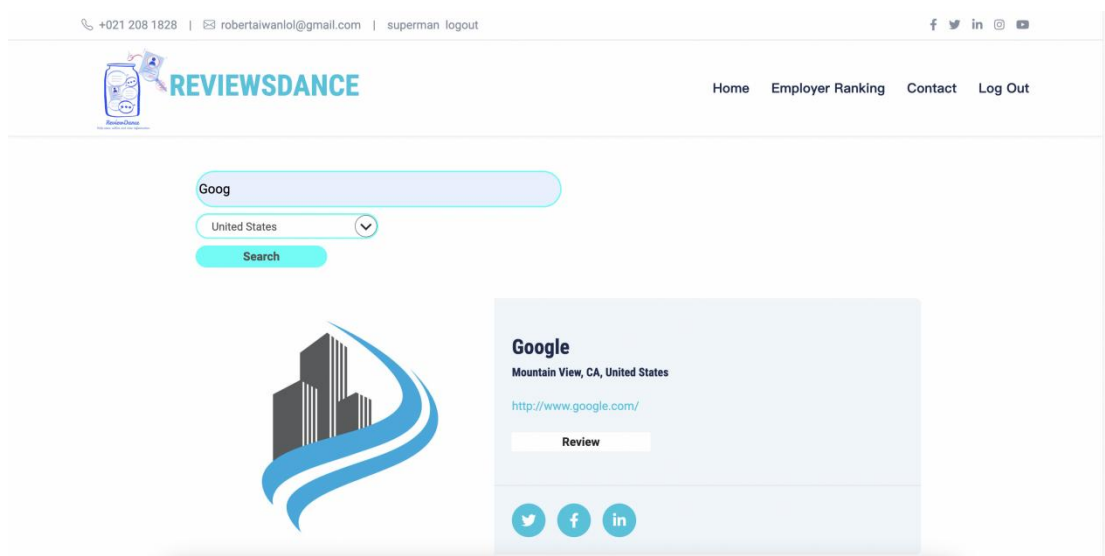 +021 208 1828 | robertaiwanlol@gmail.com | superman logout
REVIEWSDANCE
Home Employer Ranking Contact Log Out
Goog
United States
Search
Google
Mountain View, CA, United States
http://www.google.com/
Review